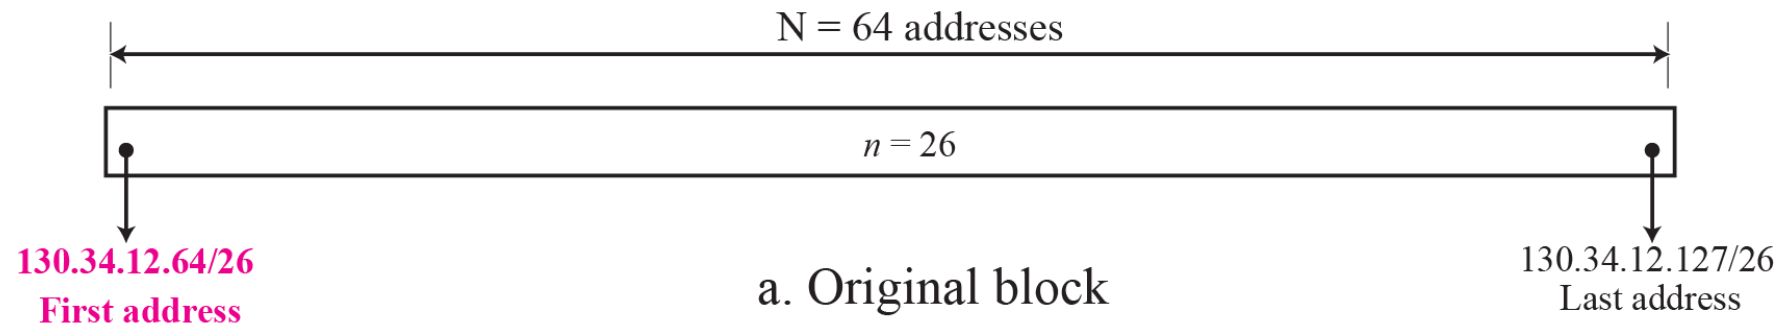 N = 64 addresses
n = 26
130.34.12.64/26
First address
a. Original block
130.34.12.127/26
Last address